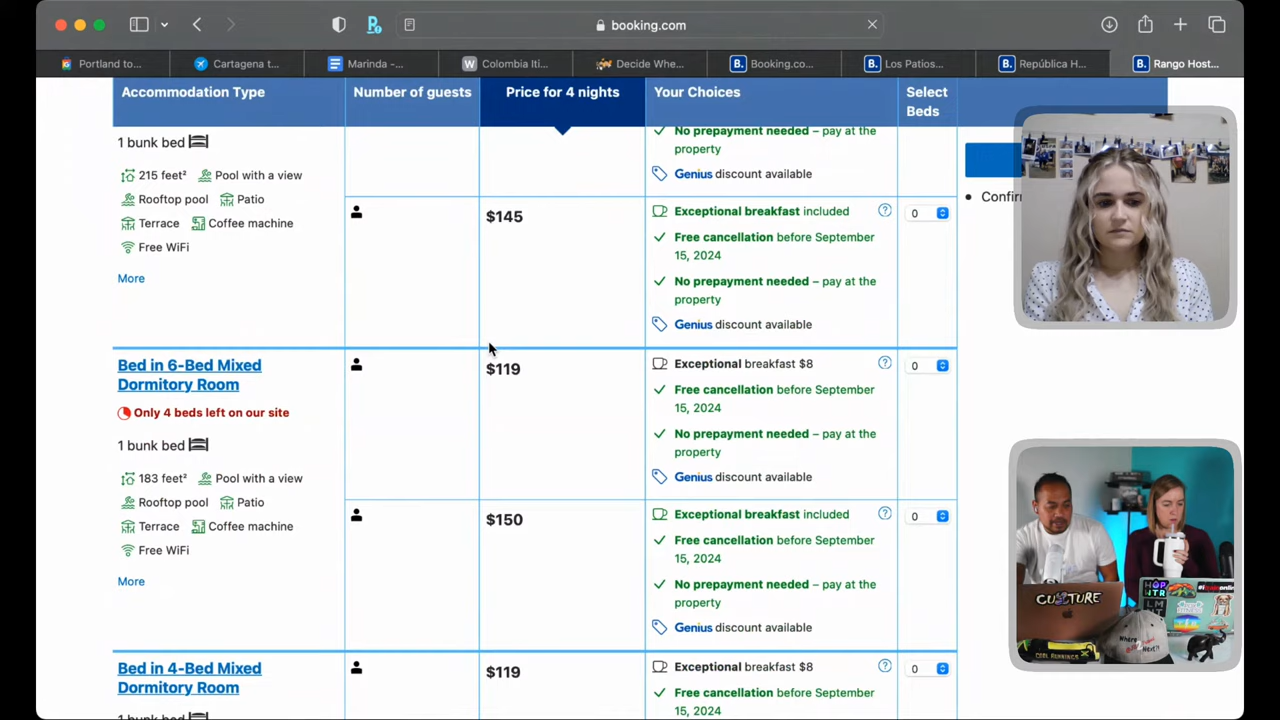 booking.com
Portland to...
Cartagena t...
Marinda -...
Colombia Iti...
Decide Whe...
Booking.co...
Los Patios...
República H...
Rango Host...
Accommodation Type
Number of guests
Price for 4 nights
Your Choices
Select
Beds
1 bunk bed
215 feet² Pool with a view
Rooftop pool Patio
Terrace Coffee machine
Free WiFi
More
No prepayment needed – pay at the
property
Genius discount available
$145
Exceptional breakfast included
Free cancellation before September
15, 2024
No prepayment needed – pay at the
property
Genius discount available
0
Bed in 6-Bed Mixed
Dormitory Room
Only 4 beds left on our site
1 bunk bed
183 feet² Pool with a view
Rooftop pool Patio
Terrace Coffee machine
Free WiFi
More
$119
Exceptional breakfast $8
Free cancellation before September
15, 2024
No prepayment needed – pay at the
property
Genius discount available
0
$150
Exceptional breakfast included
Free cancellation before September
15, 2024
No prepayment needed – pay at the
property
Genius discount available
0
Bed in 4-Bed Mixed
Dormitory Room
$119
Exceptional breakfast $8
Free cancellation before September
15, 2024
0
CULTURE
HOP
NTR
LM
NT
COOL RUNNINGS